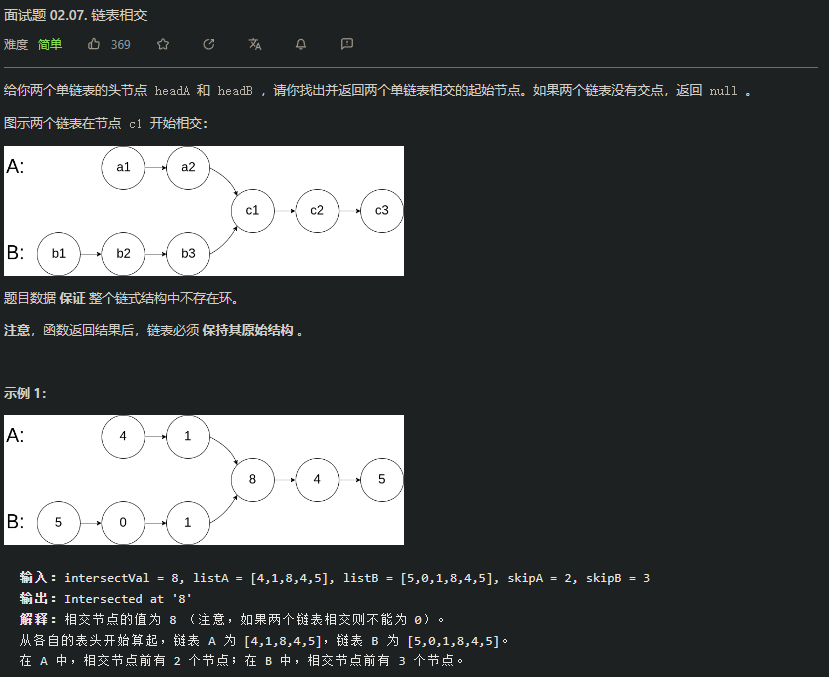 面试题 02.07. 链表相交
难度 简单 369
给你两个单链表的头节点 headA 和 headB ，请你找出并返回两个单链表相交的起始节点。如果两个链表没有交点，返回 null 。
图示两个链表在节点 c1 开始相交：
A: a1 a2
c1 c2 c3
B: b1 b2 b3
题目数据 保证 整个链式结构中不存在环。
注意，函数返回结果后，链表必须 保持其原始结构 。
示例 1：
A: 4 1
8 4 5
B: 5 0 1
输入：intersectVal = 8, listA = [4,1,8,4,5], listB = [5,0,1,8,4,5], skipA = 2, skipB = 3
输出：Intersected at '8'
解释：相交节点的值为 8 （注意，如果两个链表相交则不能为 0）。
从各自的表头开始算起，链表 A 为 [4,1,8,4,5]，链表 B 为 [5,0,1,8,4,5]。
在 A 中，相交节点前有 2 个节点；在 B 中，相交节点前有 3 个节点。